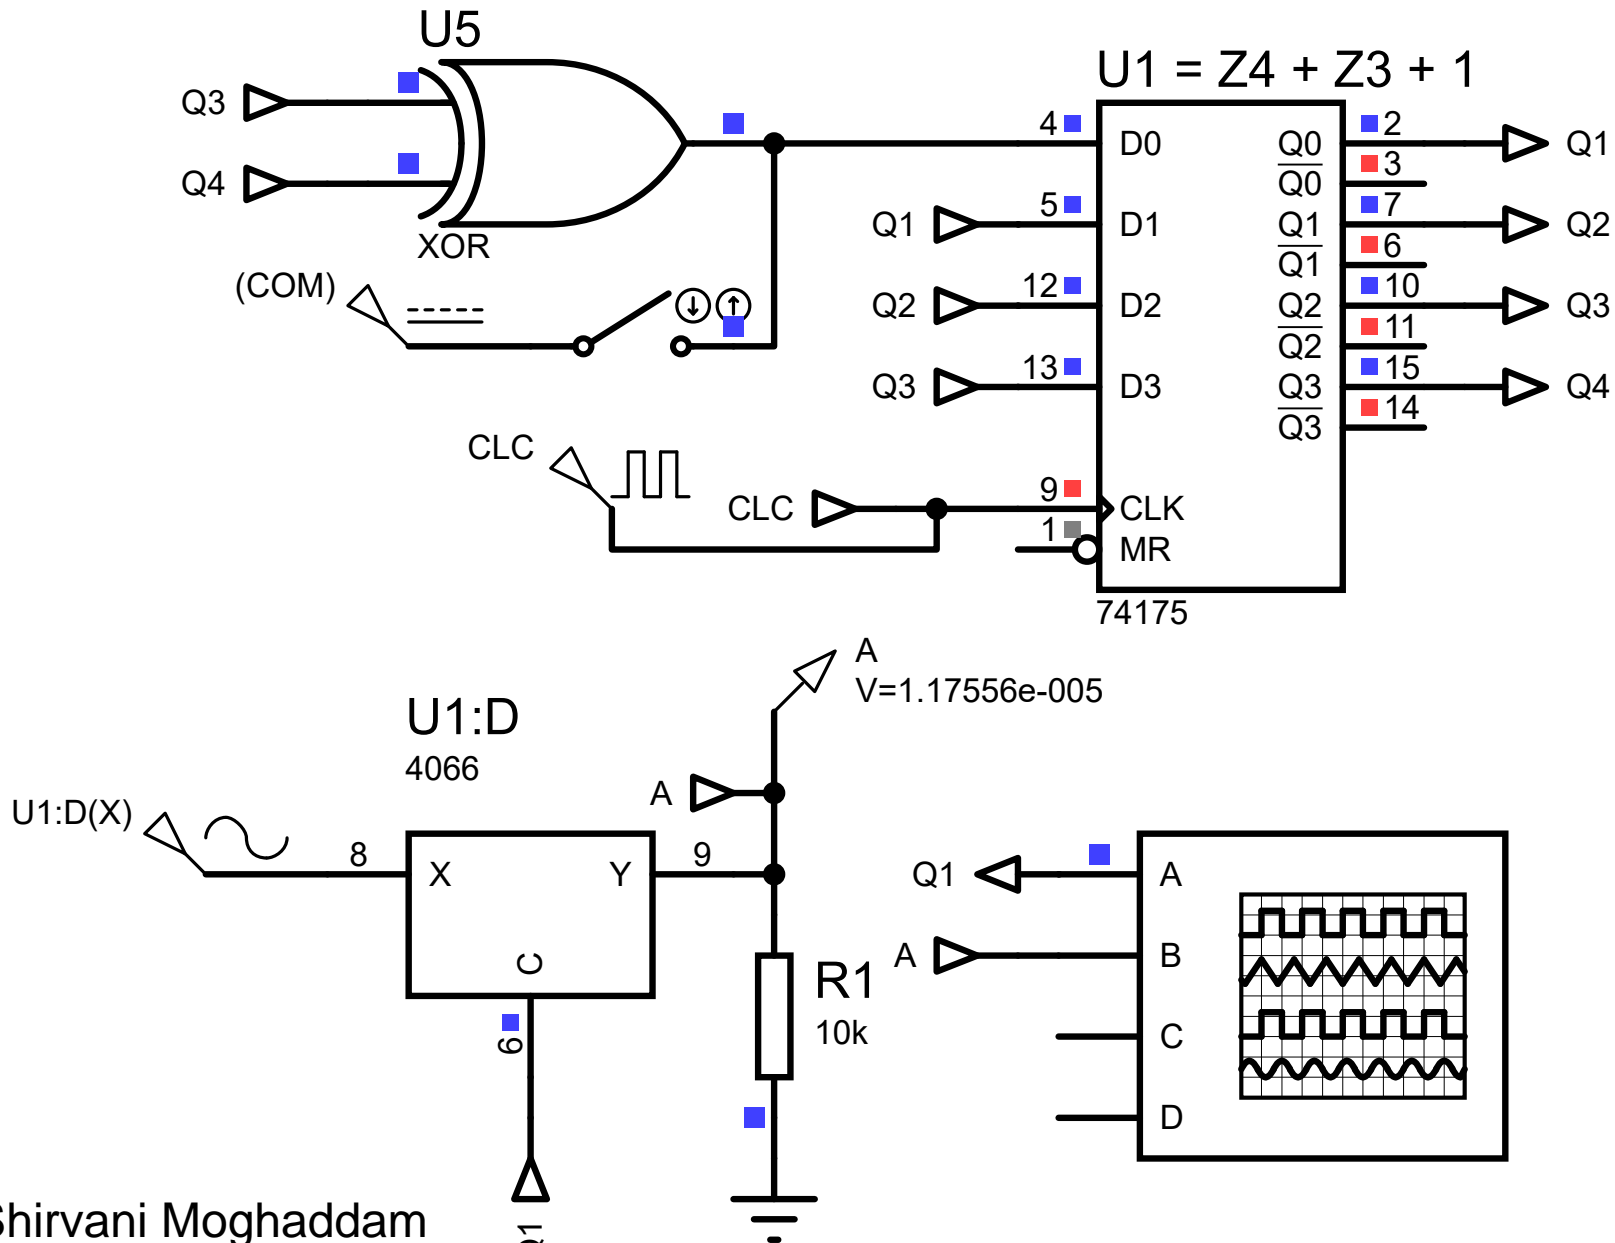 U5
U1 = Z4 + Z3 + 1
Q3
Q4
XOR
(COM)
4 D0 Q0 2 Q1
Q0 3
Q1 5 D1 Q1 7 Q2
Q1 6
Q2 12 D2 Q2 10 Q3
Q2 11
Q3 13 D3 Q3 15 Q4
Q3 14
CLC
CLC 9 CLK
1 MR
74175
A
V=1.17556e-005
U1:D
4066
A
U1:D(X)
8 X Y 9
C
6
Q1
R1
10k
Q1 A
A B
C
D
Shirvani Moghaddam